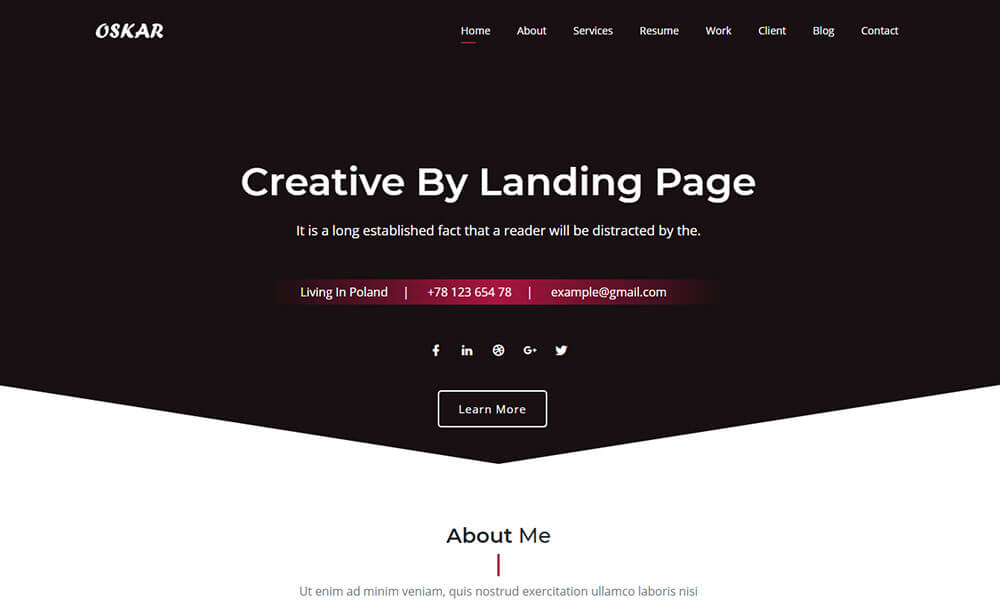 OSKAR
Home About Services Resume Work Client Blog Contact
Creative By Landing Page
It is a long established fact that a reader will be distracted by the.
Living In Poland | +78 123 654 78 | example@gmail.com
Learn More
About Me
Ut enim ad minim veniam, quis nostrud exercitation ullamco laboris nisi